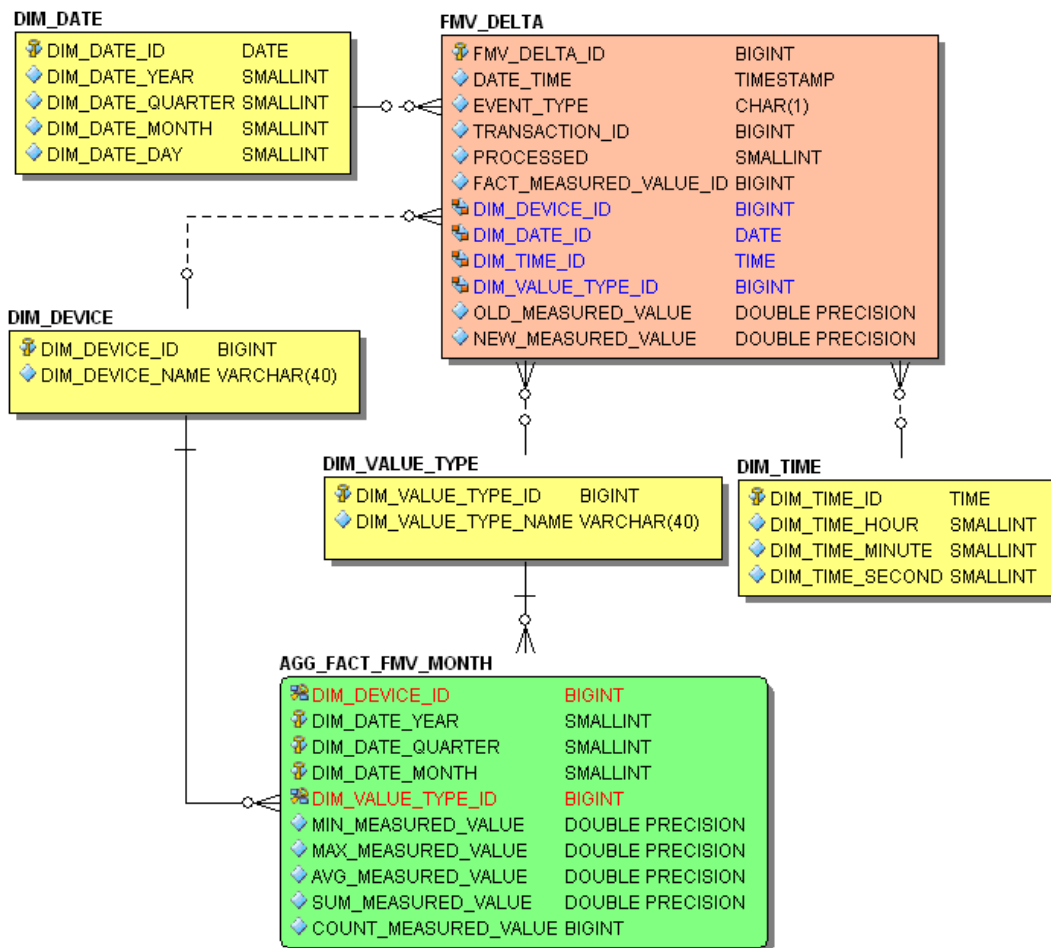 DIM_DATE
DIM_DATE_ID DATE
DIM_DATE_YEAR SMALLINT
DIM_DATE_QUARTER SMALLINT
DIM_DATE_MONTH SMALLINT
DIM_DATE_DAY SMALLINT
FMV_DELTA
FMV_DELTA_ID BIGINT
DATE_TIME TIMESTAMP
EVENT_TYPE CHAR(1)
TRANSACTION_ID BIGINT
PROCESSED SMALLINT
FACT_MEASURED_VALUE_ID BIGINT
DIM_DEVICE_ID BIGINT
DIM_DATE_ID DATE
DIM_TIME_ID TIME
DIM_VALUE_TYPE_ID BIGINT
OLD_MEASURED_VALUE DOUBLE PRECISION
NEW_MEASURED_VALUE DOUBLE PRECISION
DIM_DEVICE
DIM_DEVICE_ID BIGINT
DIM_DEVICE_NAME VARCHAR(40)
DIM_VALUE_TYPE
DIM_VALUE_TYPE_ID BIGINT
DIM_VALUE_TYPE_NAME VARCHAR(40)
DIM_TIME
DIM_TIME_ID TIME
DIM_TIME_HOUR SMALLINT
DIM_TIME_MINUTE SMALLINT
DIM_TIME_SECOND SMALLINT
AGG_FACT_FMV_MONTH
DIM_DEVICE_ID BIGINT
DIM_DATE_YEAR SMALLINT
DIM_DATE_QUARTER SMALLINT
DIM_DATE_MONTH SMALLINT
DIM_VALUE_TYPE_ID BIGINT
MIN_MEASURED_VALUE DOUBLE PRECISION
MAX_MEASURED_VALUE DOUBLE PRECISION
AVG_MEASURED_VALUE DOUBLE PRECISION
SUM_MEASURED_VALUE DOUBLE PRECISION
COUNT_MEASURED_VALUE BIGINT